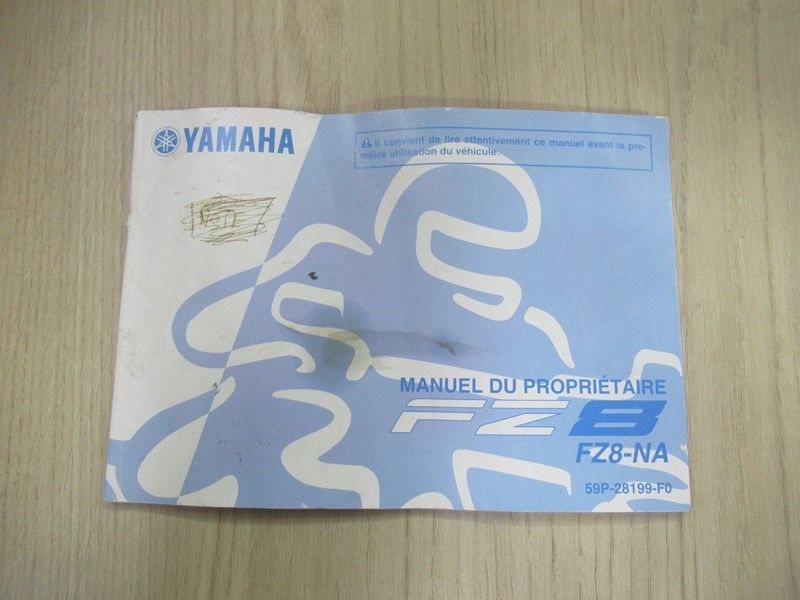 YAMAHA
⚠ Il convient de lire attentivement ce manuel avant la pre-
mière utilisation du véhicule.
MANUEL DU PROPRIÉTAIRE
FZ8
FZ8-NA
59P-28199-F0